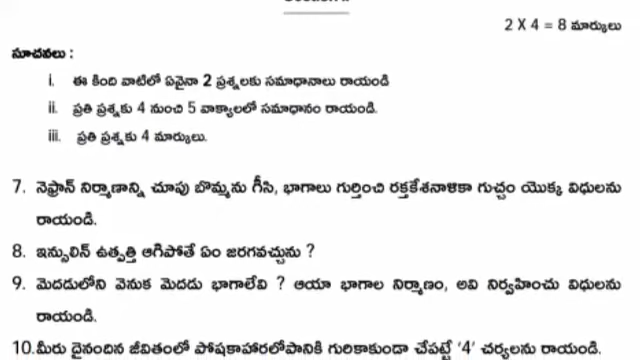 2 X 4 = 8 మార్కులు
సూచనలు :
i. ఈ కింది వాటిలో ఏవైనా 2 ప్రశ్నలకు సమాధానాలు రాయండి
ii. ప్రతి ప్రశ్నకు 4 నుంచి 5 వాక్యాలలో సమాధానం రాయండి.
iii. ప్రతి ప్రశ్నకు 4 మార్కులు.
7. నెఫ్రాన్ నిర్మాణాన్ని చూపు బొమ్మను గీసి, భాగాలు గుర్తించి రక్తకేశనాళికా గుచ్ఛం యొక్క విధులను
రాయండి.
8. ఇన్సులిన్ ఉత్పత్తి ఆగిపోతే ఏం జరగవచ్చును ?
9. మెదడులోని వెనుక మెదడు భాగాలేవి ? ఆయా భాగాల నిర్మాణం, అవి నిర్వహించు విధులను
రాయండి.
10. మీరు దైనందిన జీవితంలో పోషకాహారలోపానికి గురికాకుండా చేపట్టే '4' చర్యలను రాయండి.